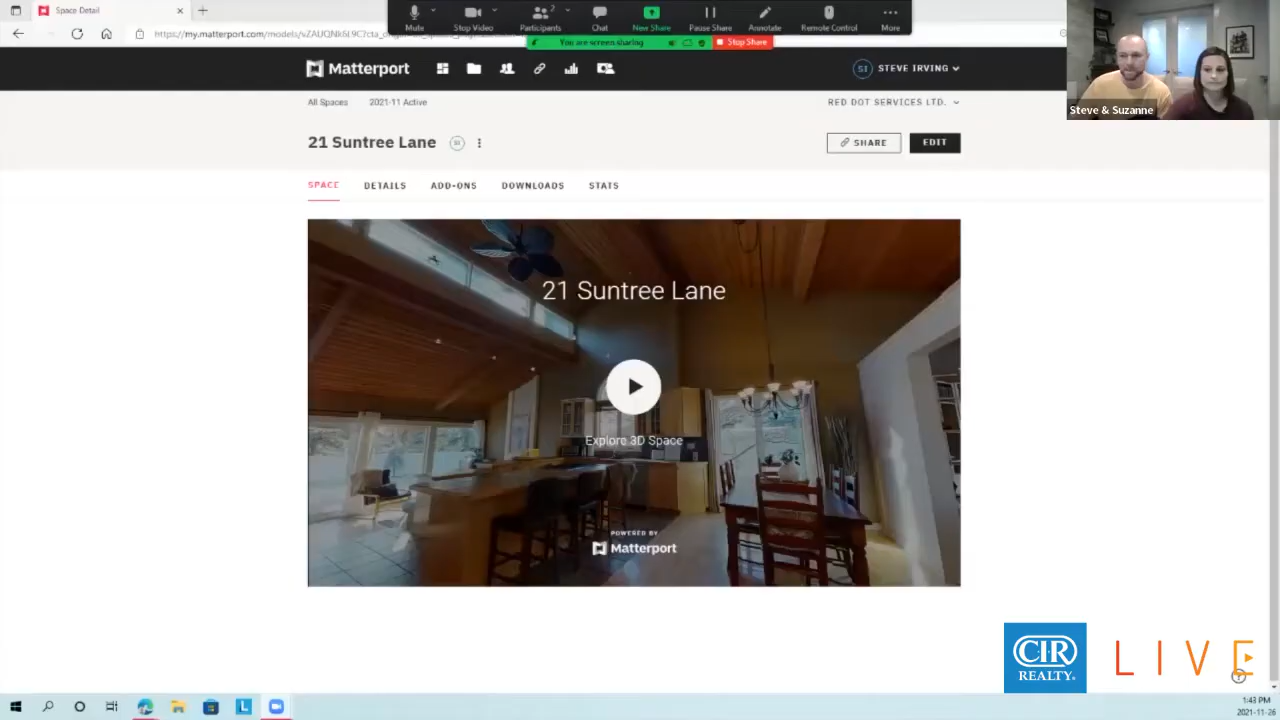 Space Detail
Mute
Stop Video
2
Participants
Chat
New Share
Pause Share
Annotate
Remote Control
More
You are screen sharing
Stop Share
Matterport
SI
STEVE IRVING
Steve & Suzanne
All Spaces
2021-11 Active
RED DOT SERVICES LTD.
21 Suntree Lane
SI
SHARE
EDIT
SPACE
DETAILS
ADD-ONS
DOWNLOADS
STATS
21 Suntree Lane
Explore 3D Space
POWERED BY
Matterport
CIR
REALTY
LIVE
1:43 PM
2021-11-26